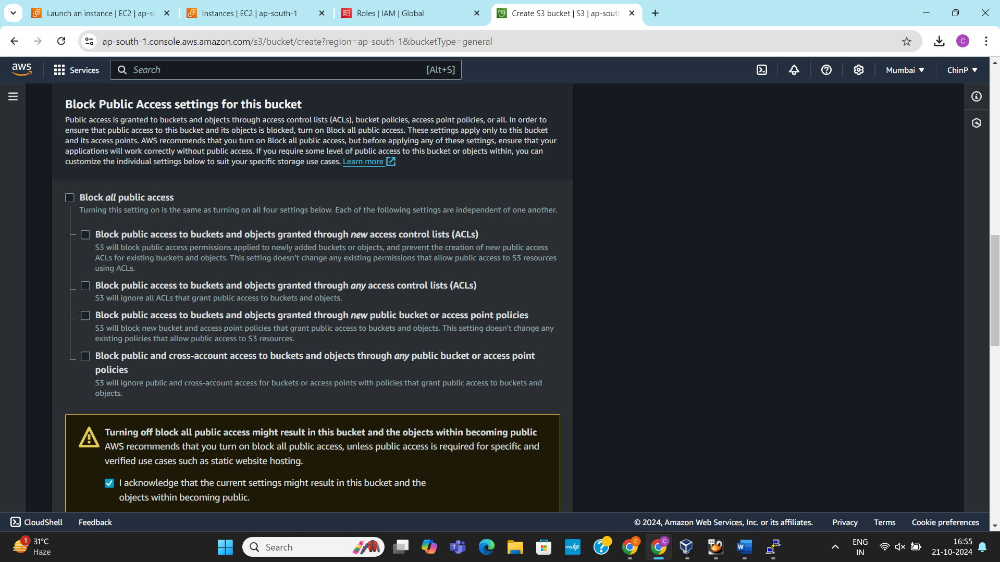 Launch an instance | EC2 | ap-sc
Instances | EC2 | ap-south-1
Roles | IAM | Global
Create S3 bucket | S3 | ap-south
ap-south-1.console.aws.amazon.com/s3/bucket/create?region=ap-south-1&bucketType=general
C
aws
Services
Search
[Alt+S]
Mumbai ▼
ChinP ▼
Block Public Access settings for this bucket
Public access is granted to buckets and objects through access control lists (ACLs), bucket policies, access point policies, or all. In order to
ensure that public access to this bucket and its objects is blocked, turn on Block all public access. These settings apply only to this bucket
and its access points. AWS recommends that you turn on Block all public access, but before applying any of these settings, ensure that your
applications will work correctly without public access. If you require some level of public access to this bucket or objects within, you can
customize the individual settings below to suit your specific storage use cases. Learn more
Block all public access
Turning this setting on is the same as turning on all four settings below. Each of the following settings are independent of one another.
Block public access to buckets and objects granted through new access control lists (ACLs)
S3 will block public access permissions applied to newly added buckets or objects, and prevent the creation of new public access
ACLs for existing buckets and objects. This setting doesn't change any existing permissions that allow public access to S3 resources
using ACLs.
Block public access to buckets and objects granted through any access control lists (ACLs)
S3 will ignore all ACLs that grant public access to buckets and objects.
Block public access to buckets and objects granted through new public bucket or access point policies
S3 will block new bucket and access point policies that grant public access to buckets and objects. This setting doesn't change any
existing policies that allow public access to S3 resources.
Block public and cross-account access to buckets and objects through any public bucket or access point
policies
S3 will ignore public and cross-account access for buckets or access points with policies that grant public access to buckets and
objects.
Turning off block all public access might result in this bucket and the objects within becoming public
AWS recommends that you turn on block all public access, unless public access is required for specific and
verified use cases such as static website hosting.
I acknowledge that the current settings might result in this bucket and the
objects within becoming public.
CloudShell
Feedback
© 2024, Amazon Web Services, Inc. or its affiliates.
Privacy
Terms
Cookie preferences
1
31°C
Haze
Search
myhp
C
C
64
W
ENG
IN
16:55
21-10-2024